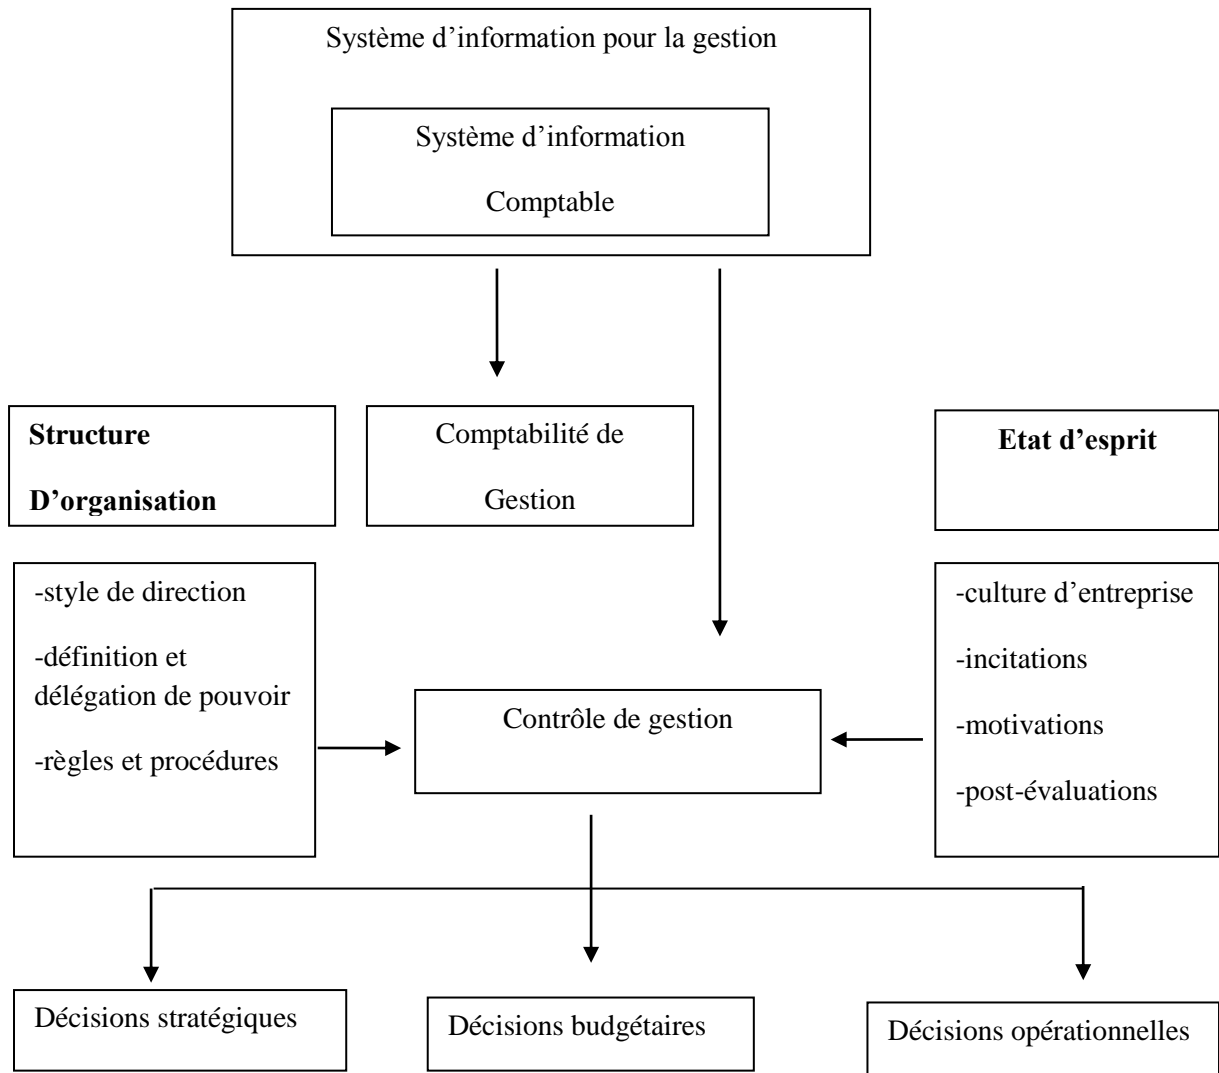 Système d’information pour la gestion
Système d’information
Comptable
Structure
D’organisation
Comptabilité de
Gestion
Etat d’esprit
-style de direction
-définition et
délégation de pouvoir
-règles et procédures
Contrôle de gestion
-culture d’entreprise
-incitations
-motivations
-post-évaluations
Décisions stratégiques
Décisions budgétaires
Décisions opérationnelles